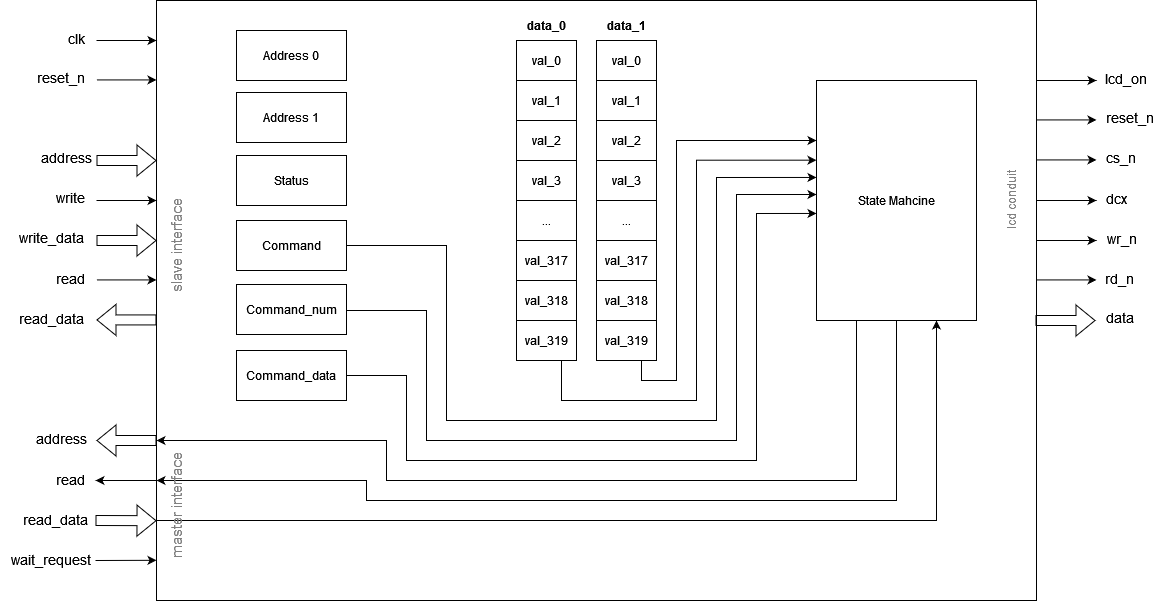 clk
reset_n
address
write
write_data
read
read_data
address
read
read_data
wait_request
slave interface
master interface
Address 0
Address 1
Status
Command
Command_num
Command_data
data_0
val_0
val_1
val_2
val_3
...
val_317
val_318
val_319
data_1
val_0
val_1
val_2
val_3
...
val_317
val_318
val_319
State Mahcine
lcd conduit
lcd_on
reset_n
cs_n
dcx
wr_n
rd_n
data